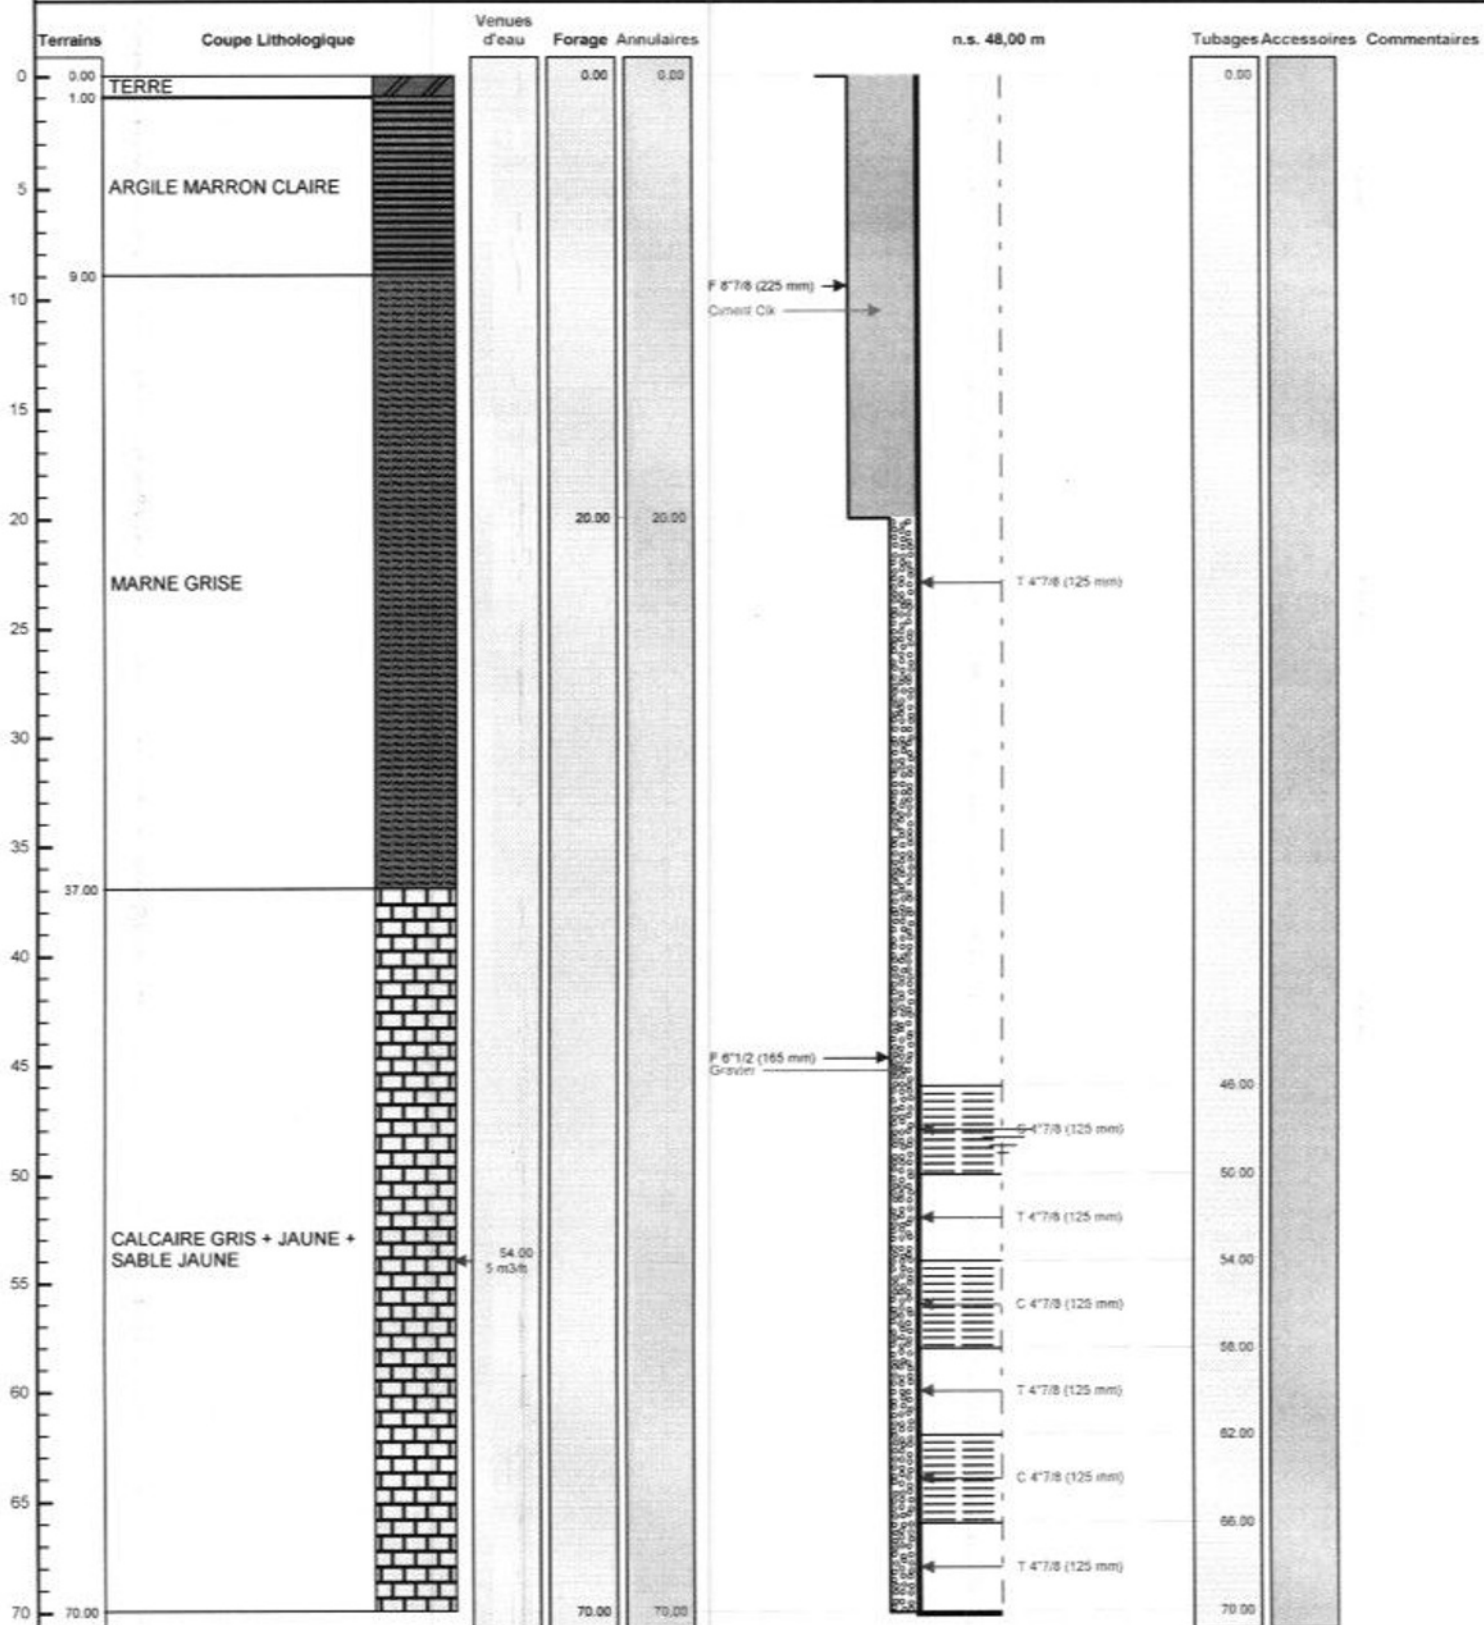 Terrains Coupe Lithologique Venues d'eau Forage Annulaires n.s. 48,00 m Tubages Accessoires Commentaires
0 0.00 TERRE 0.00 0.00 0.00
1.00
5 ARGILE MARRON CLAIRE
9.00
F 8"7/8 (225 mm)
10
Ciment Clk
15
20 20.00 20.00
MARNE GRISE T 4"7/8 (125 mm)
25
30
35
37.00
40
F 6"1/2 (165 mm)
45 Gravier
46.00
4"7/8 (125 mm)
50 50.00
T 4"7/8 (125 mm)
CALCAIRE GRIS + JAUNE +
SABLE JAUNE 54.00 54.00
5 m3/h
55
C 4"7/8 (125 mm)
58.00
60 T 4"7/8 (125 mm)
62.00
C 4"7/8 (125 mm)
65
66.00
T 4"7/8 (125 mm)
70 70.00 70.00 70.00 70.00